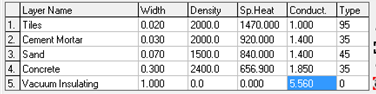 Layer Name Width Density Sp.Heat Conduct. Type
1. Tiles 0.020 2000.0 1470.000 1.000 95
2. Cement Mortar 0.030 2000.0 920.000 1.400 35
3. Sand 0.070 1500.0 840.000 1.400 45
4. Concrete 0.300 2400.0 656.900 1.850 35
5. Vacuum Insulating 1.000 0.0 0.000 5.560 0